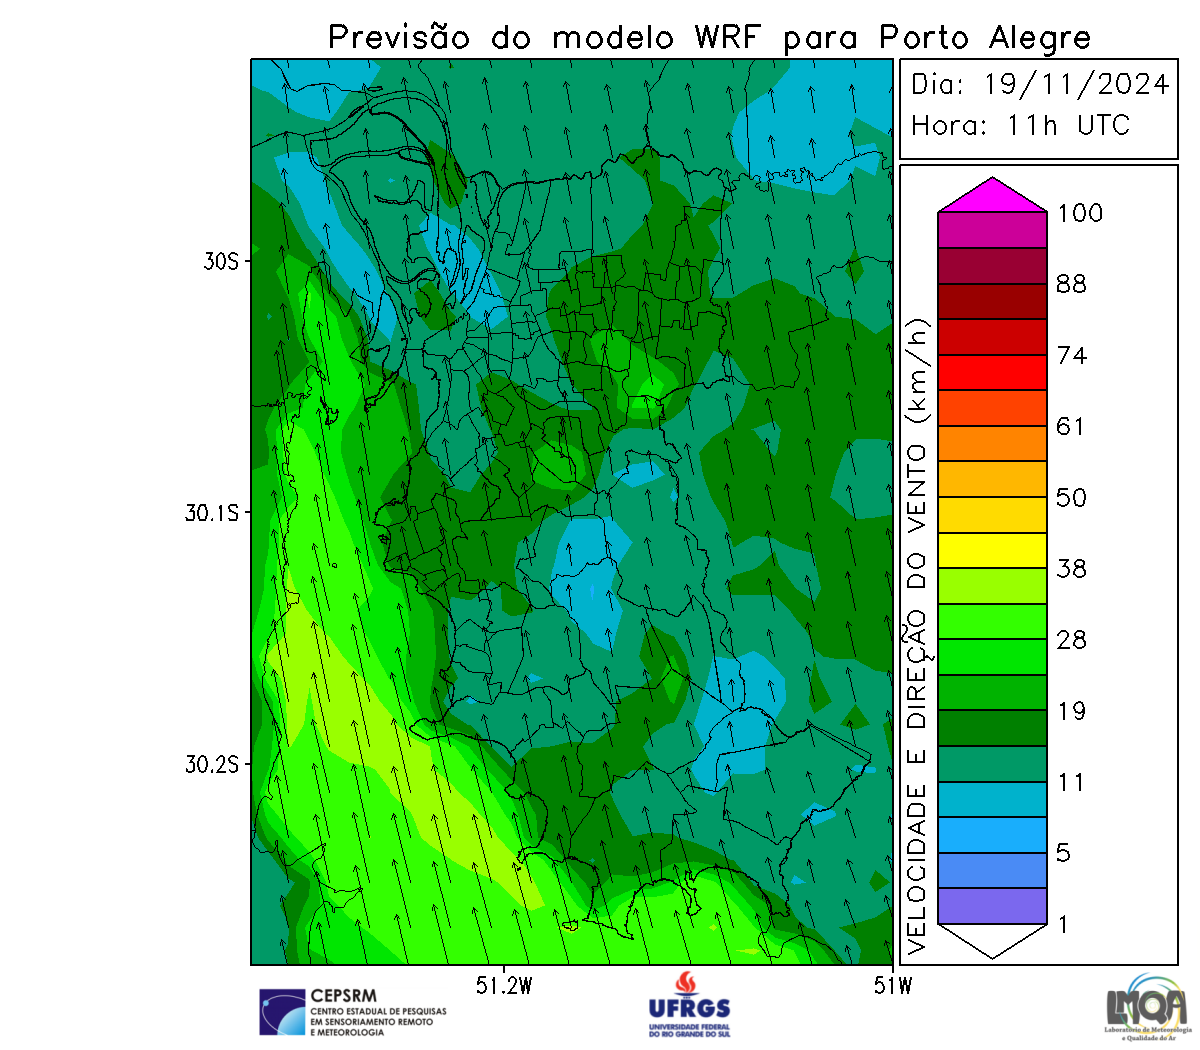 Previsão do modelo WRF para Porto Alegre
Dia: 19/11/2024
Hora: 11h UTC
30S
30.1S
30.2S
51.2W
51W
VELOCIDADE E DIREÇÃO DO VENTO (km/h)
100
88
74
61
50
38
28
19
11
5
1
CEPSRM
CENTRO ESTADUAL DE PESQUISAS
EM SENSORIAMENTO REMOTO
E METEOROLOGIA
UFRGS
UNIVERSIDADE FEDERAL
DO RIO GRANDE DO SUL
LMQA
Laboratório de Meteorologia
e Qualidade do Ar